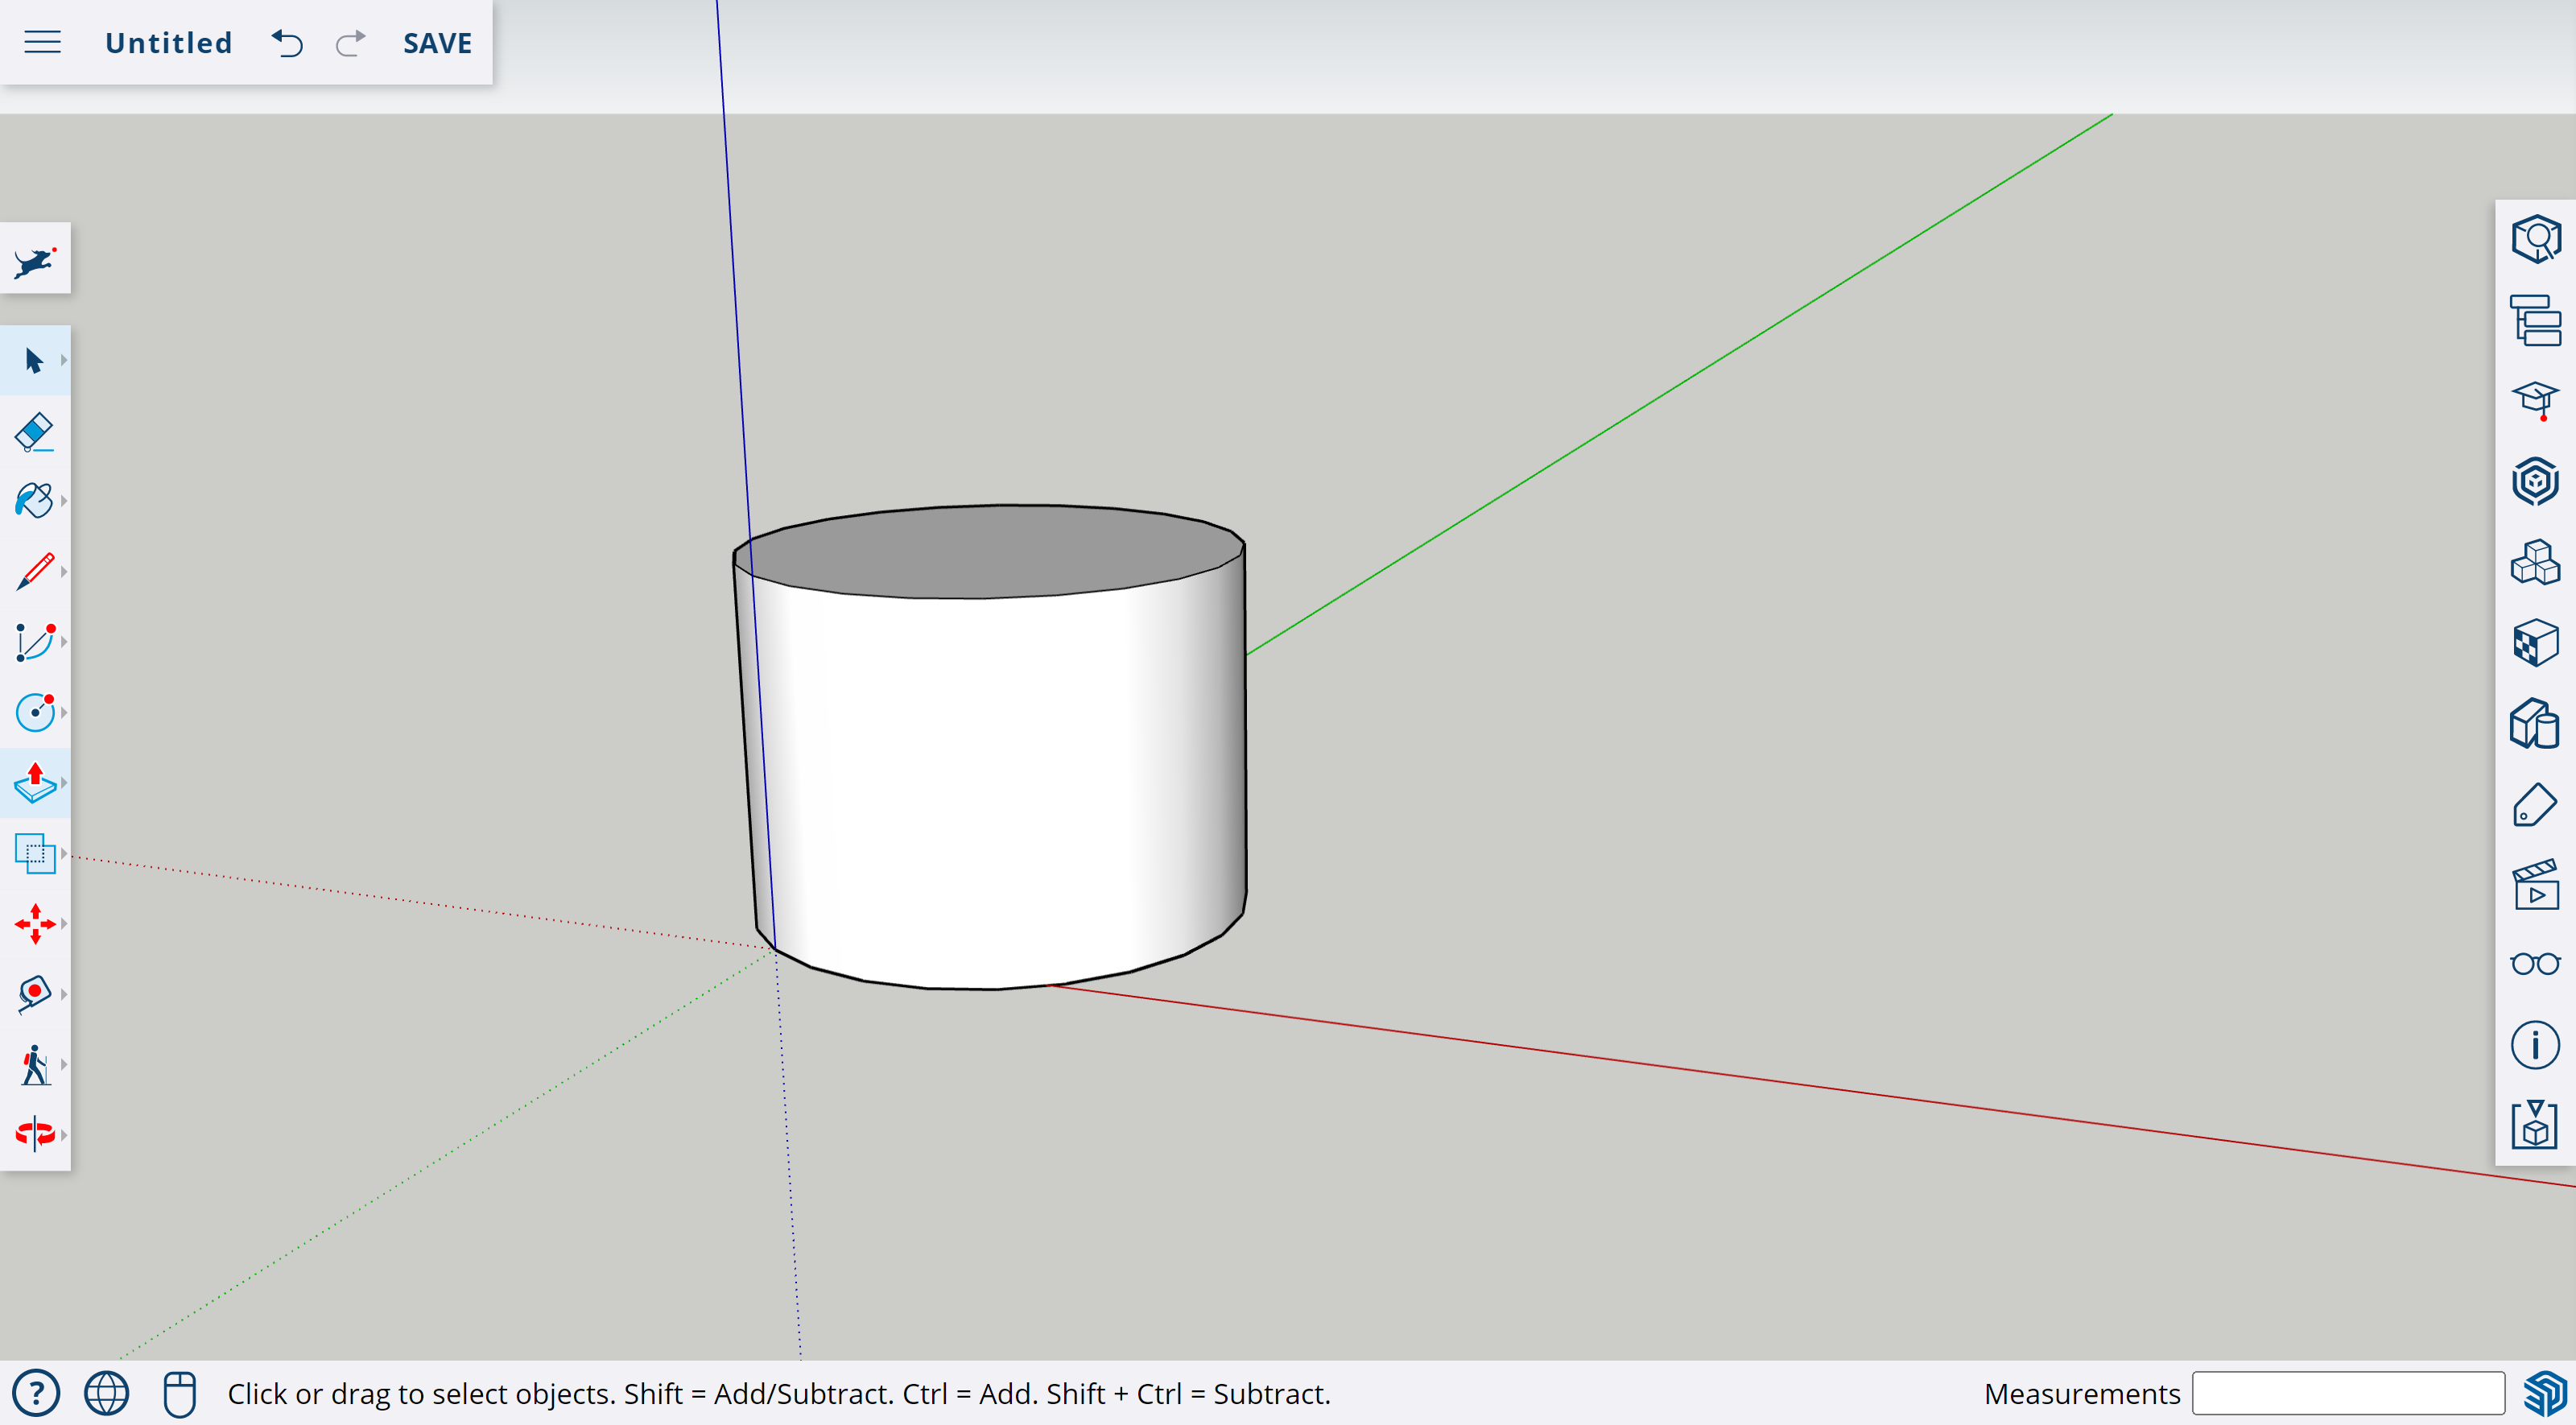 Untitled SAVE
Click or drag to select objects. Shift = Add/Subtract. Ctrl = Add. Shift + Ctrl = Subtract. Measurements